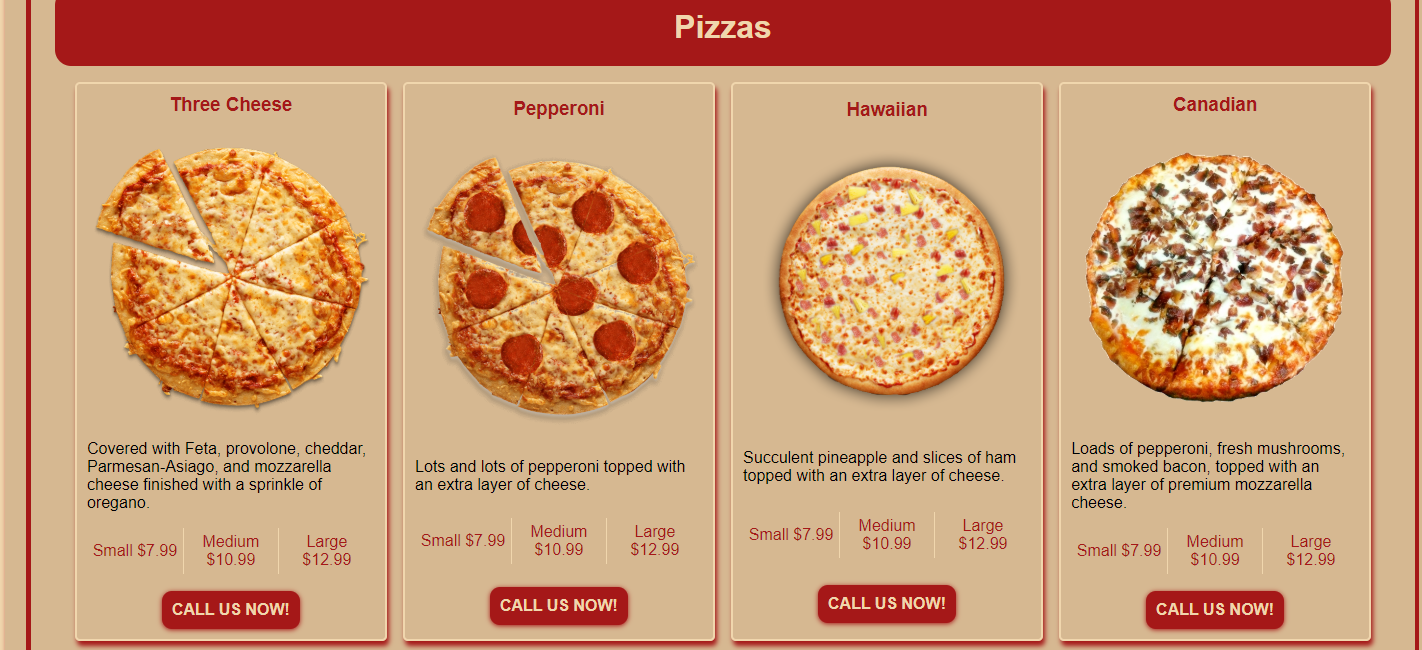 Pizzas
Three Cheese
Covered with Feta, provolone, cheddar,
Parmesan-Asiago, and mozzarella
cheese finished with a sprinkle of
oregano.
Small $7.99
Medium
$10.99
Large
$12.99
CALL US NOW!
Pepperoni
Lots and lots of pepperoni topped with
an extra layer of cheese.
Small $7.99
Medium
$10.99
Large
$12.99
CALL US NOW!
Hawaiian
Succulent pineapple and slices of ham
topped with an extra layer of cheese.
Small $7.99
Medium
$10.99
Large
$12.99
CALL US NOW!
Canadian
Loads of pepperoni, fresh mushrooms,
and smoked bacon, topped with an
extra layer of premium mozzarella
cheese.
Small $7.99
Medium
$10.99
Large
$12.99
CALL US NOW!